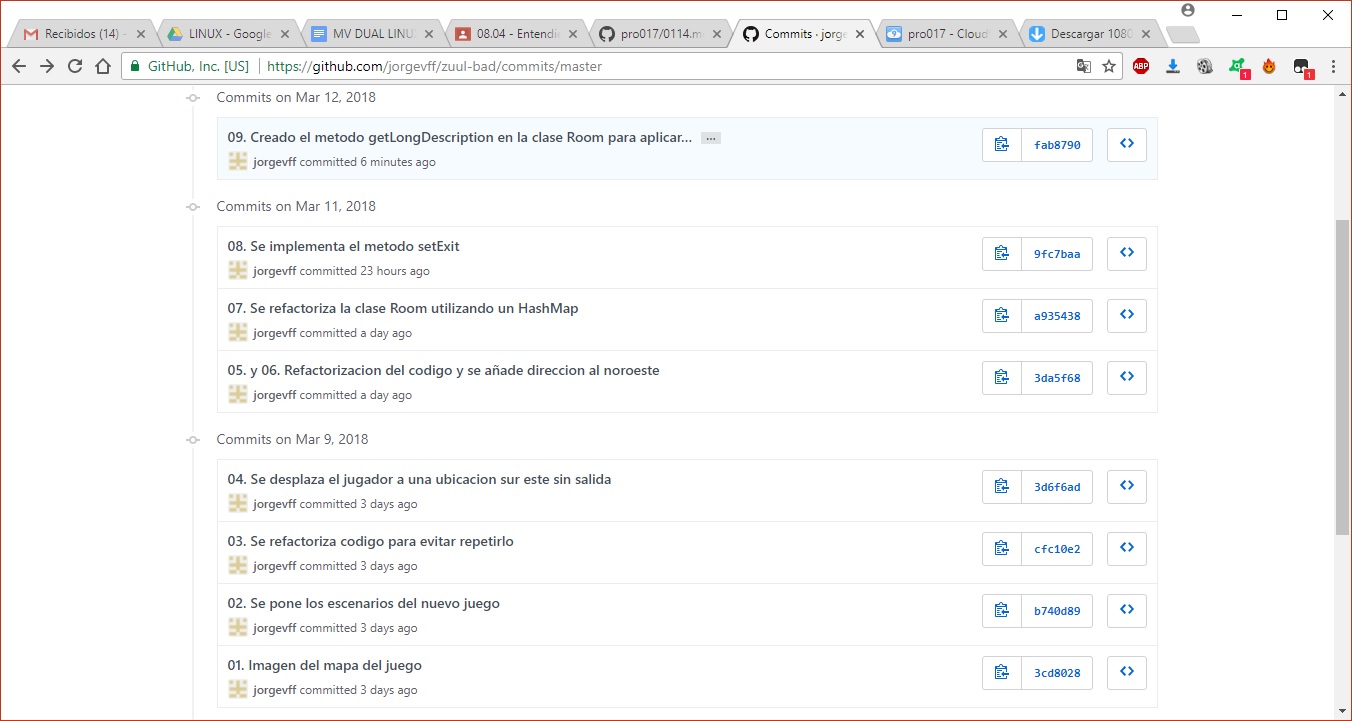 Recibidos (14) -
LINUX - Google
MV DUAL LINU
08.04 - Entendi
pro017/0114.m
Commits · jorge
pro017 - Cloud
Descargar 1080
GitHub, Inc. [US]
https://github.com/jorgevff/zuul-bad/commits/master
ABP
1
1
Commits on Mar 12, 2018
09. Creado el metodo getLongDescription en la clase Room para aplicar... ...
fab8790
jorgevff committed 6 minutes ago
Commits on Mar 11, 2018
08. Se implementa el metodo setExit
9fc7baa
jorgevff committed 23 hours ago
07. Se refactoriza la clase Room utilizando un HashMap
a935438
jorgevff committed a day ago
05. y 06. Refactorizacion del codigo y se añade direccion al noroeste
3da5f68
jorgevff committed a day ago
Commits on Mar 9, 2018
04. Se desplaza el jugador a una ubicacion sur este sin salida
3d6f6ad
jorgevff committed 3 days ago
03. Se refactoriza codigo para evitar repetirlo
cfc10e2
jorgevff committed 3 days ago
02. Se pone los escenarios del nuevo juego
b740d89
jorgevff committed 3 days ago
01. Imagen del mapa del juego
3cd8028
jorgevff committed 3 days ago